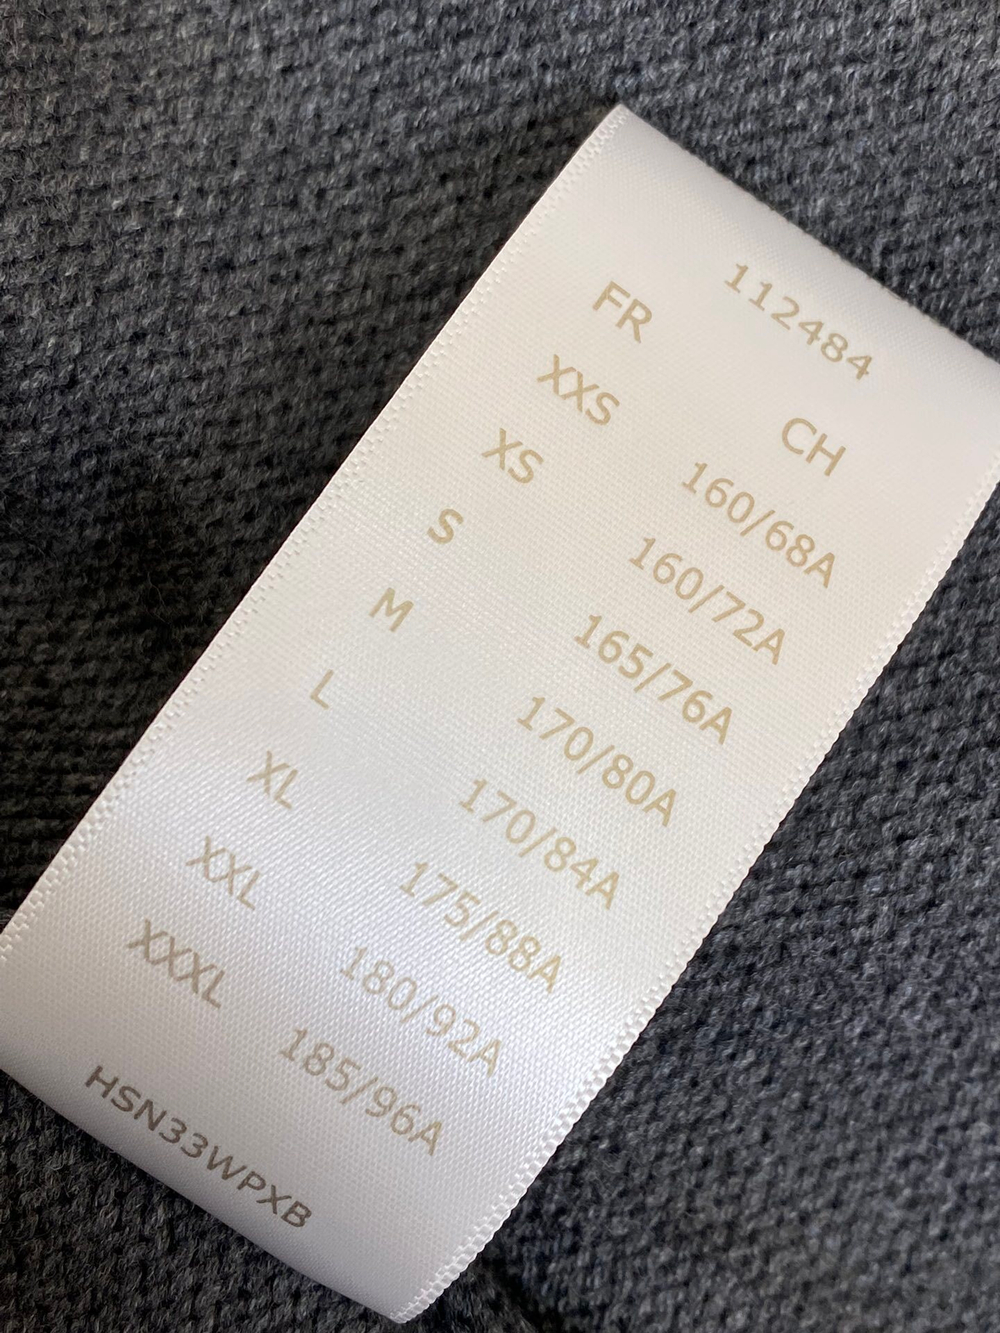 112484
FR CH
XXS 160/68A
XS 160/72A
S 165/76A
M 170/80A
L 170/84A
XL 175/88A
XXL 180/92A
XXXL 185/96A
HSN33WPXB